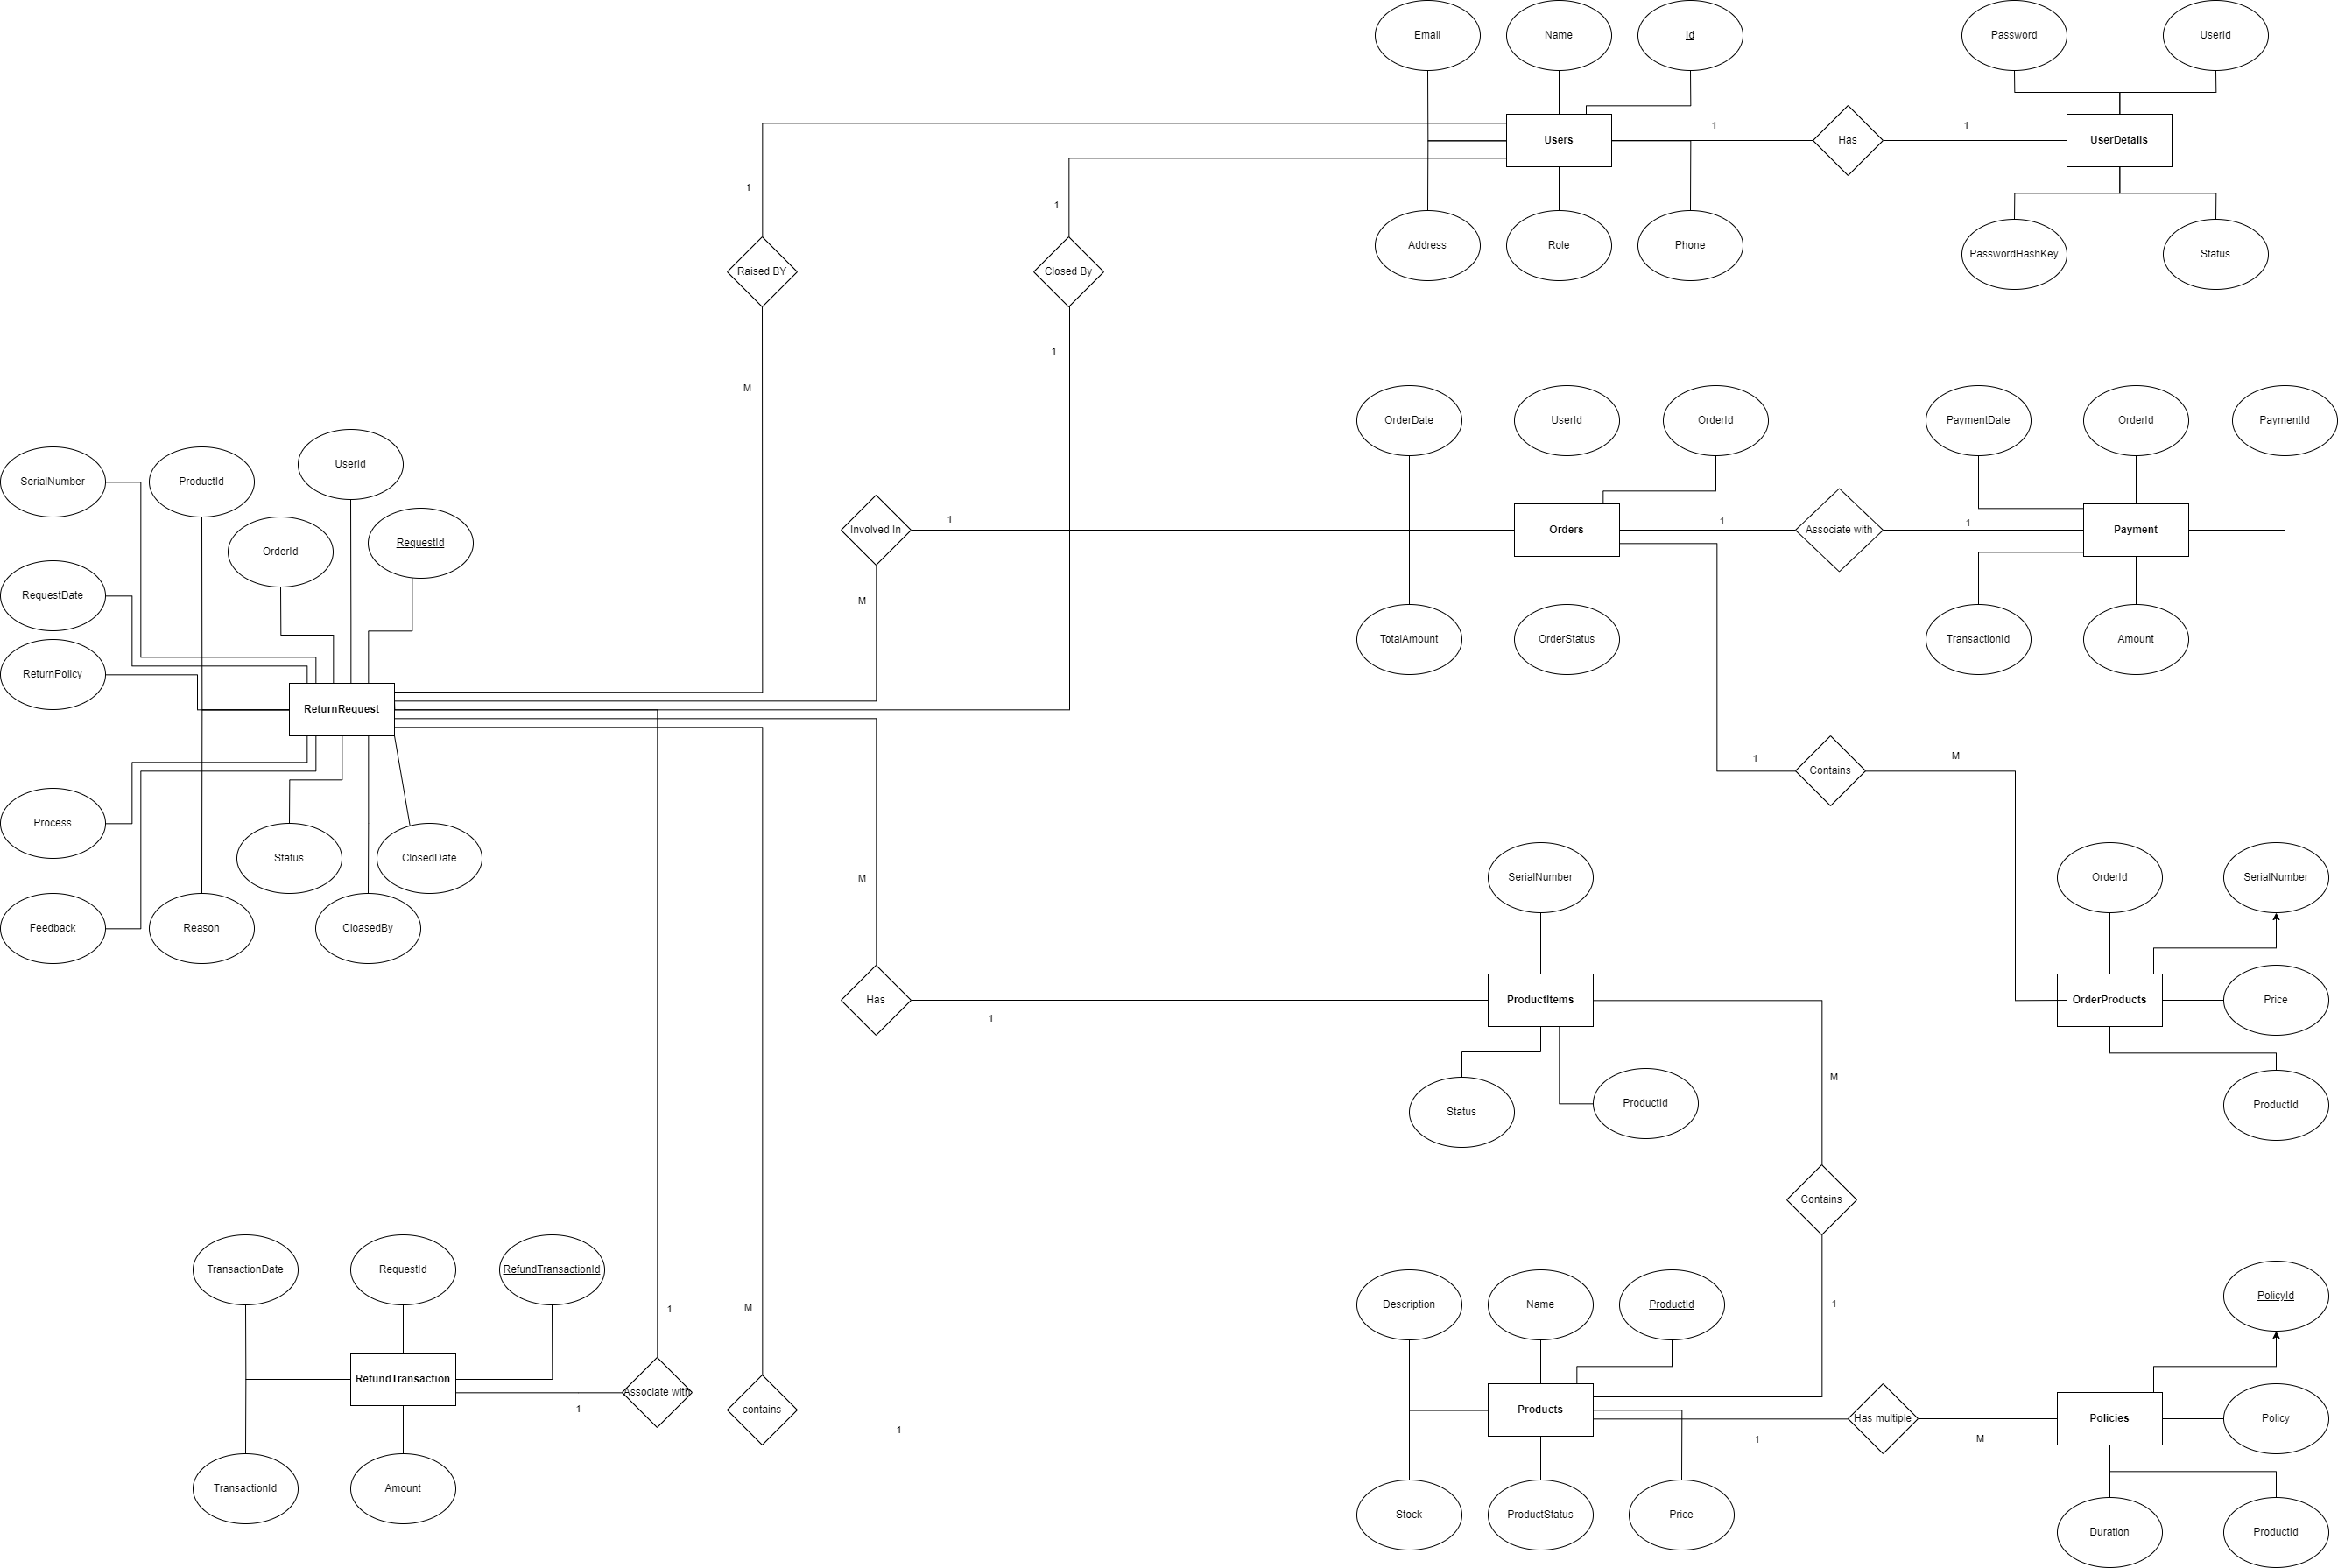 Email
Name
Id
Password
UserId
Users
1
Has
1
UserDetails
1
1
Address
Role
Phone
PasswordHashKey
Status
Raised BY
Closed By
1
M
OrderDate
UserId
OrderId
PaymentDate
OrderId
PaymentId
UserId
SerialNumber
ProductId
OrderId
RequestId
Involved In
1
Orders
1
Associate with
1
Payment
RequestDate
M
TotalAmount
OrderStatus
TransactionId
Amount
ReturnPolicy
ReturnRequest
1
Contains
M
Process
Status
ClosedDate
M
SerialNumber
OrderId
SerialNumber
Feedback
Reason
CloasedBy
Has
1
ProductItems
OrderProducts
Price
M
Status
ProductId
ProductId
Contains
TransactionDate
RequestId
RefundTransactionId
1
M
Description
Name
ProductId
1
PolicyId
RefundTransaction
1
Associate with
contains
1
Products
1
Has multiple
M
Policies
Policy
TransactionId
Amount
Stock
ProductStatus
Price
Duration
ProductId